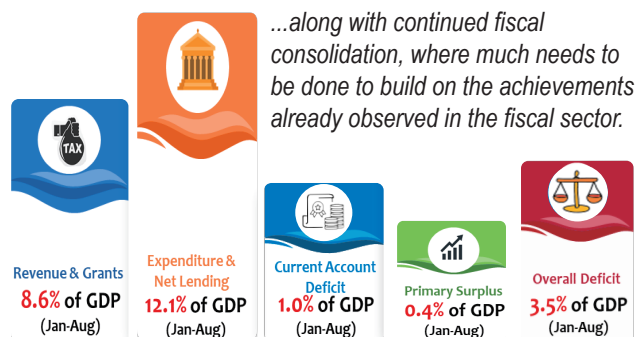 ...along with continued fiscal
consolidation, where much needs to
be done to build on the achievements
already observed in the fiscal sector.
TAX
Revenue & Grants
8.6% of GDP
(Jan-Aug)
Expenditure &
Net Lending
12.1% of GDP
(Jan-Aug)
Current Account
Deficit
1.0% of GDP
(Jan-Aug)
Primary Surplus
0.4% of GDP
(Jan-Aug)
Overall Deficit
3.5% of GDP
(Jan-Aug)